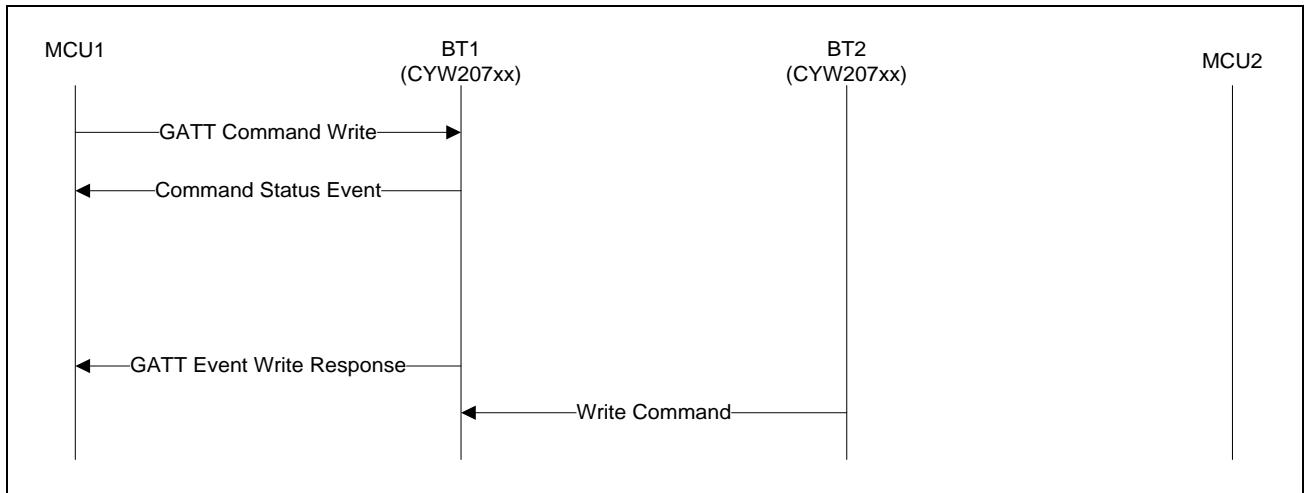 MCU1
BT1
(CYW207xx)
BT2
(CYW207xx)
MCU2
GATT Command Write
Command Status Event
GATT Event Write Response
Write Command